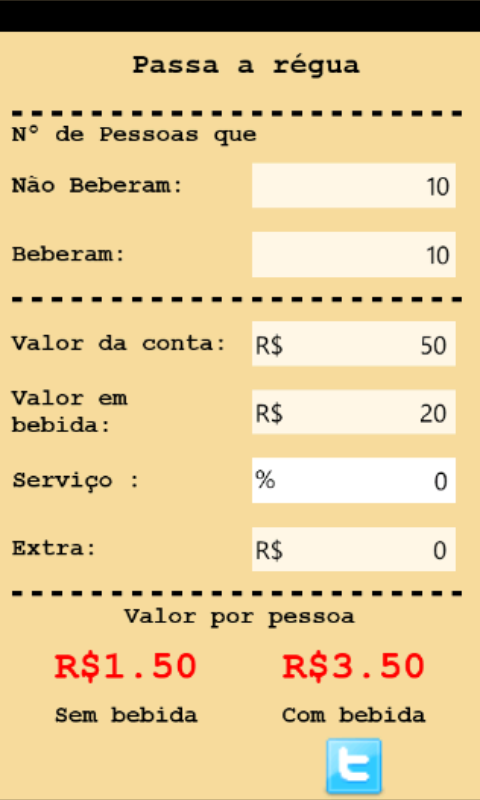 Passa a régua
N° de Pessoas que
Não Beberam: 10
Beberam: 10
Valor da conta: R$ 50
Valor em
bebida: R$ 20
Serviço : % 0
Extra: R$ 0
Valor por pessoa
R$1.50 R$3.50
Sem bebida Com bebida